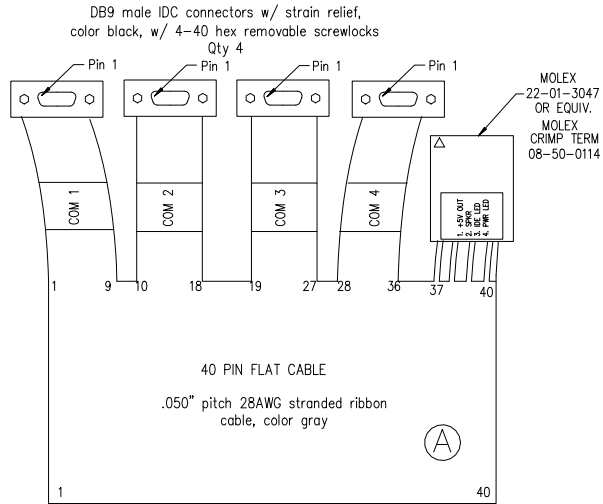 DB9 male IDC connectors w/ strain relief,
color black, w/ 4-40 hex removable screwlocks
Qty 4
Pin 1
Pin 1
Pin 1
Pin 1
MOLEX
22-01-3047
OR EQUIV.
MOLEX
CRIMP TERM
08-50-0114
COM 1
COM 2
COM 3
COM 4
1. +5V OUT
2. SPKR
3. IDE LED
4. PWR LED
1
9
10
18
19
27
28
36
37
40
40 PIN FLAT CABLE
.050" pitch 28AWG stranded ribbon
cable, color gray
A
1
40